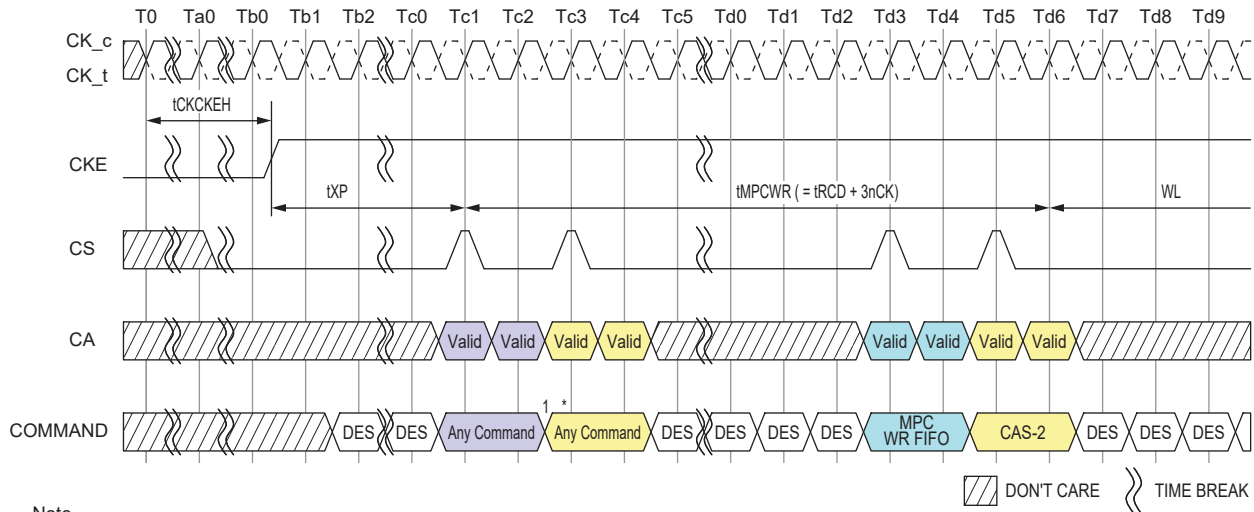 T0 Ta0 Tb0 Tb1 Tb2 Tc0 Tc1 Tc2 Tc3 Tc4 Tc5 Td0 Td1 Td2 Td3 Td4 Td5 Td6 Td7 Td8 Td9
CK_c
CK_t
tCKCKEH
CKE
tXP
tMPCWR ( = tRCD + 3nCK)
WL
CS
CA
Valid Valid Valid Valid Valid Valid Valid Valid
1 *
COMMAND
DES DES Any Command Any Command DES DES DES DES MPC WR FIFO CAS-2 DES DES DES
DON'T CARE
TIME BREAK